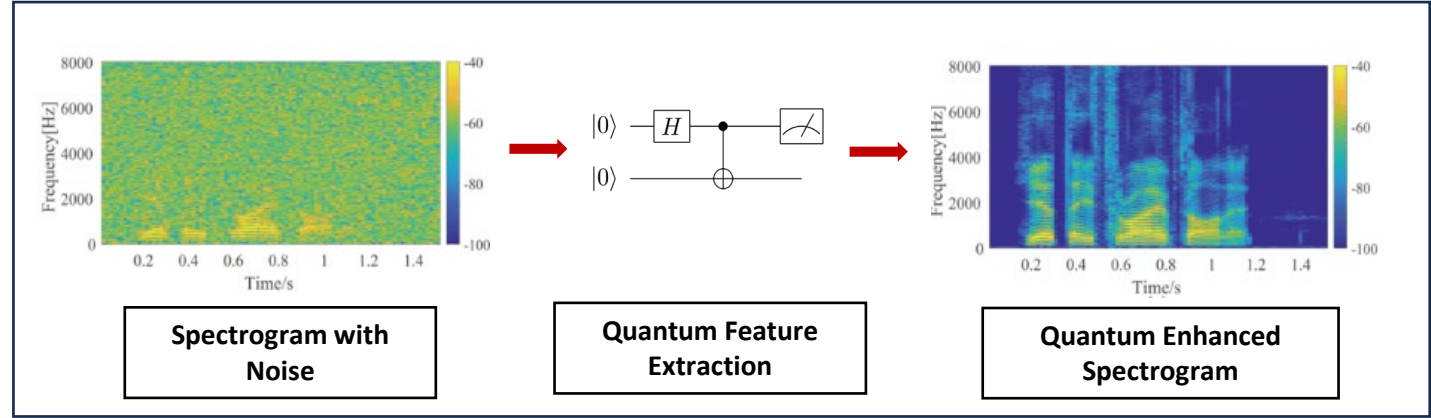 8000
6000
4000
2000
0
Frequency[Hz]
0.2 0.4 0.6 0.8 1 1.2 1.4
Time/s
-40
-60
-80
-100
Spectrogram with
Noise
|0⟩ H
|0⟩
Quantum Feature
Extraction
8000
6000
4000
2000
0
Frequency[Hz]
0.2 0.4 0.6 0.8 1 1.2 1.4
Time/s
-40
-60
-80
-100
Quantum Enhanced
Spectrogram